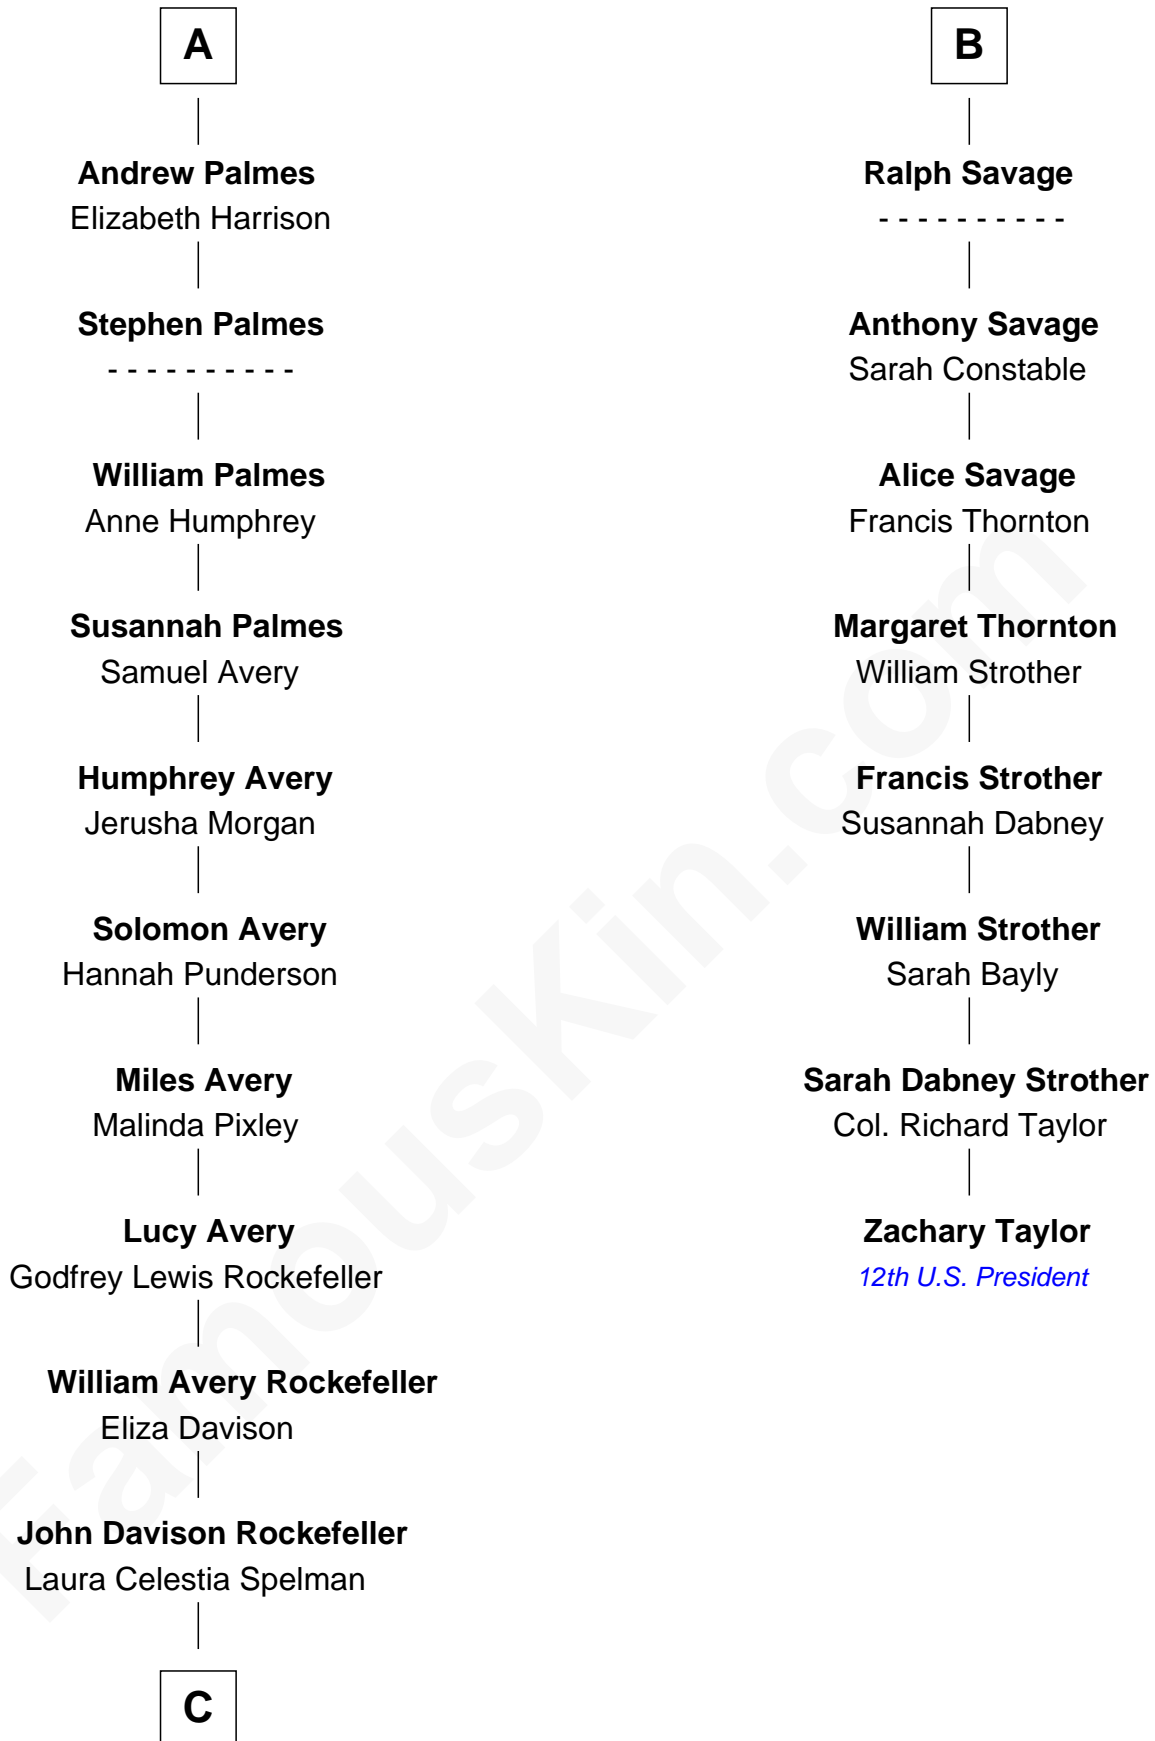 A
Andrew Palmes
Elizabeth Harrison
Stephen Palmes
- - - - - - - - - -
William Palmes
Anne Humphrey
Susannah Palmes
Samuel Avery
Humphrey Avery
Jerusha Morgan
Solomon Avery
Hannah Punderson
Miles Avery
Malinda Pixley
Lucy Avery
Godfrey Lewis Rockefeller
William Avery Rockefeller
Eliza Davison
John Davison Rockefeller
Laura Celestia Spelman
C
B
Ralph Savage
- - - - - - - - - -
Anthony Savage
Sarah Constable
Alice Savage
Francis Thornton
Margaret Thornton
William Strother
Francis Strother
Susannah Dabney
William Strother
Sarah Bayly
Sarah Dabney Strother
Col. Richard Taylor
Zachary Taylor
12th U.S. President
FamousKin.com